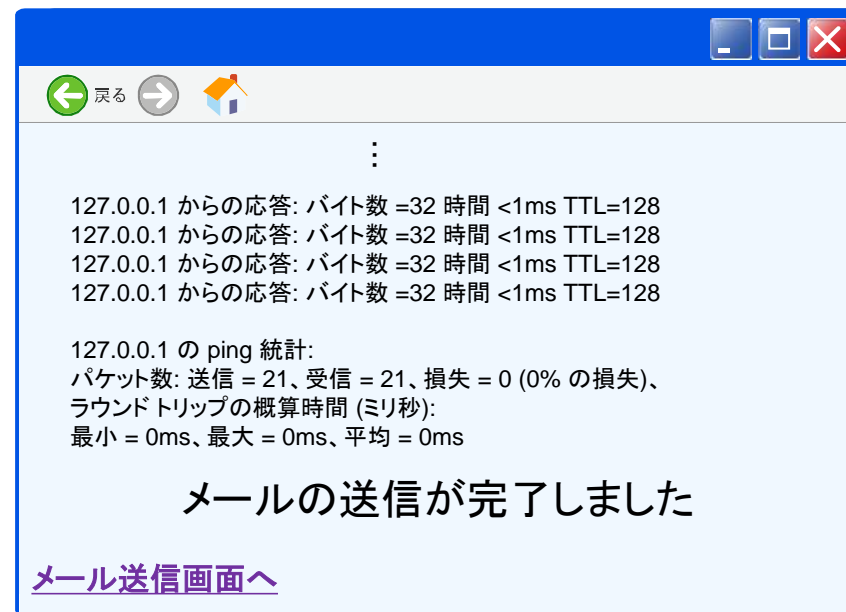 戻る
⋮
127.0.0.1 からの応答: バイト数 =32 時間 <1ms TTL=128
127.0.0.1 からの応答: バイト数 =32 時間 <1ms TTL=128
127.0.0.1 からの応答: バイト数 =32 時間 <1ms TTL=128
127.0.0.1 からの応答: バイト数 =32 時間 <1ms TTL=128
127.0.0.1 の ping 統計:
パケット数: 送信 = 21、受信 = 21、損失 = 0 (0% の損失)、
ラウンド トリップの概算時間 (ミリ秒):
最小 = 0ms、最大 = 0ms、平均 = 0ms
メールの送信が完了しました
メール送信画面へ